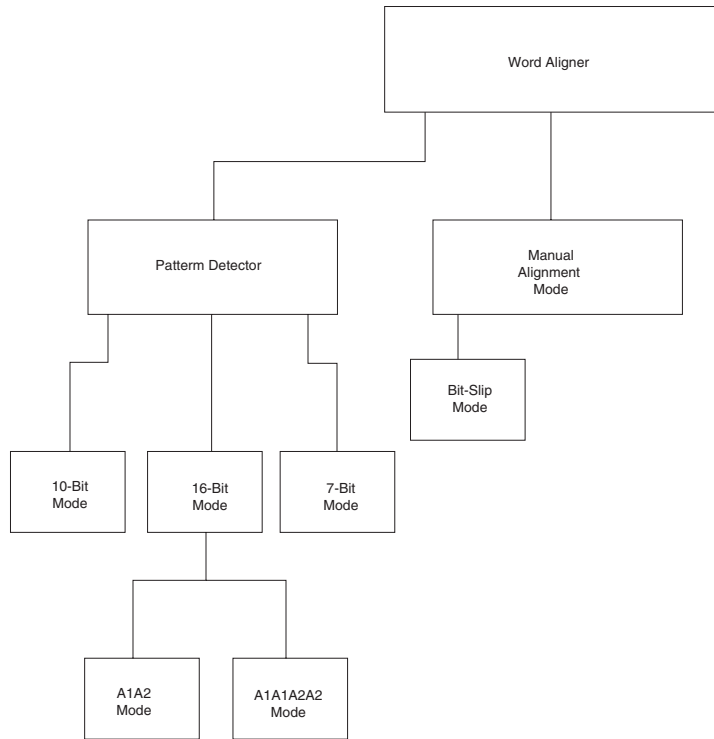 Word Aligner
Patterm Detector
Manual
Alignment
Mode
Bit-Slip
Mode
10-Bit
Mode
16-Bit
Mode
7-Bit
Mode
A1A2
Mode
A1A1A2A2
Mode